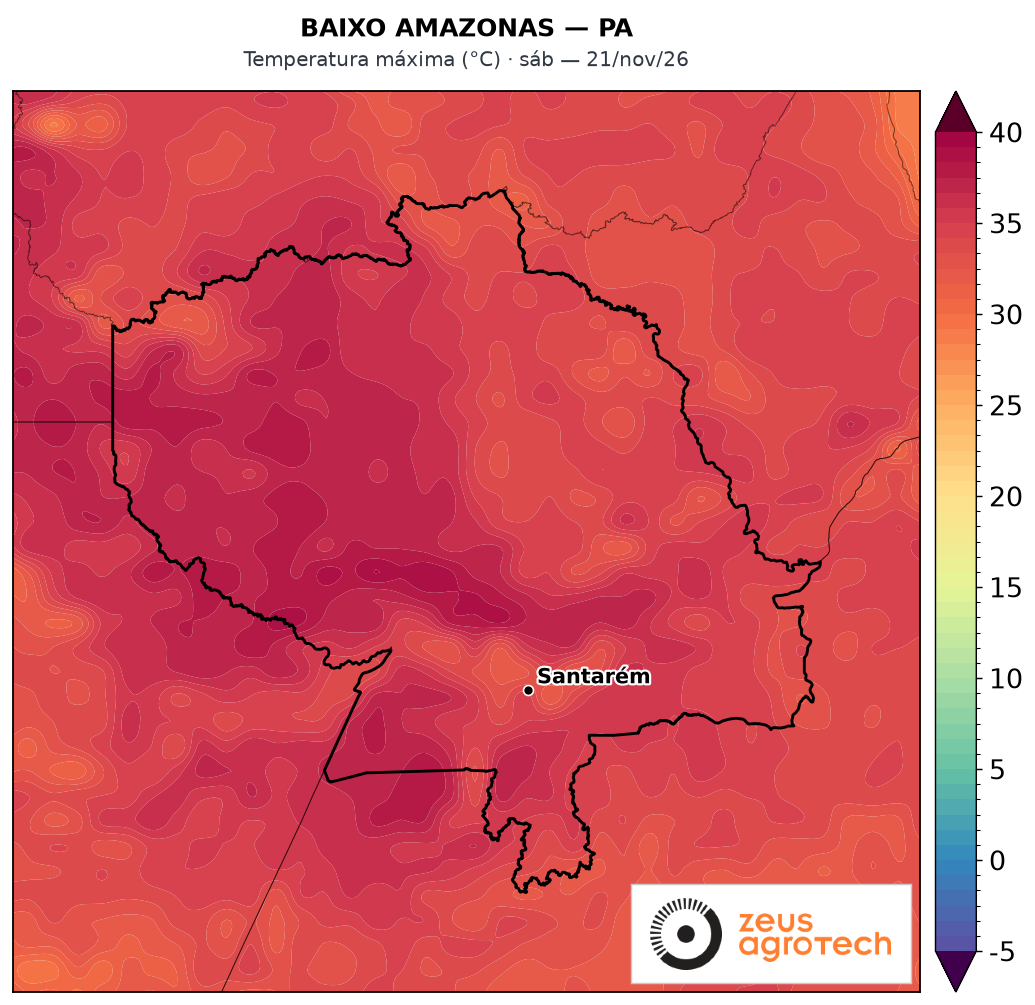 BAIXO AMAZONAS — PA
Temperatura máxima (°C) · sáb — 21/nov/26
40
35
30
25
20
15
10
5
0
-5
Santarém
zeus
agrotech